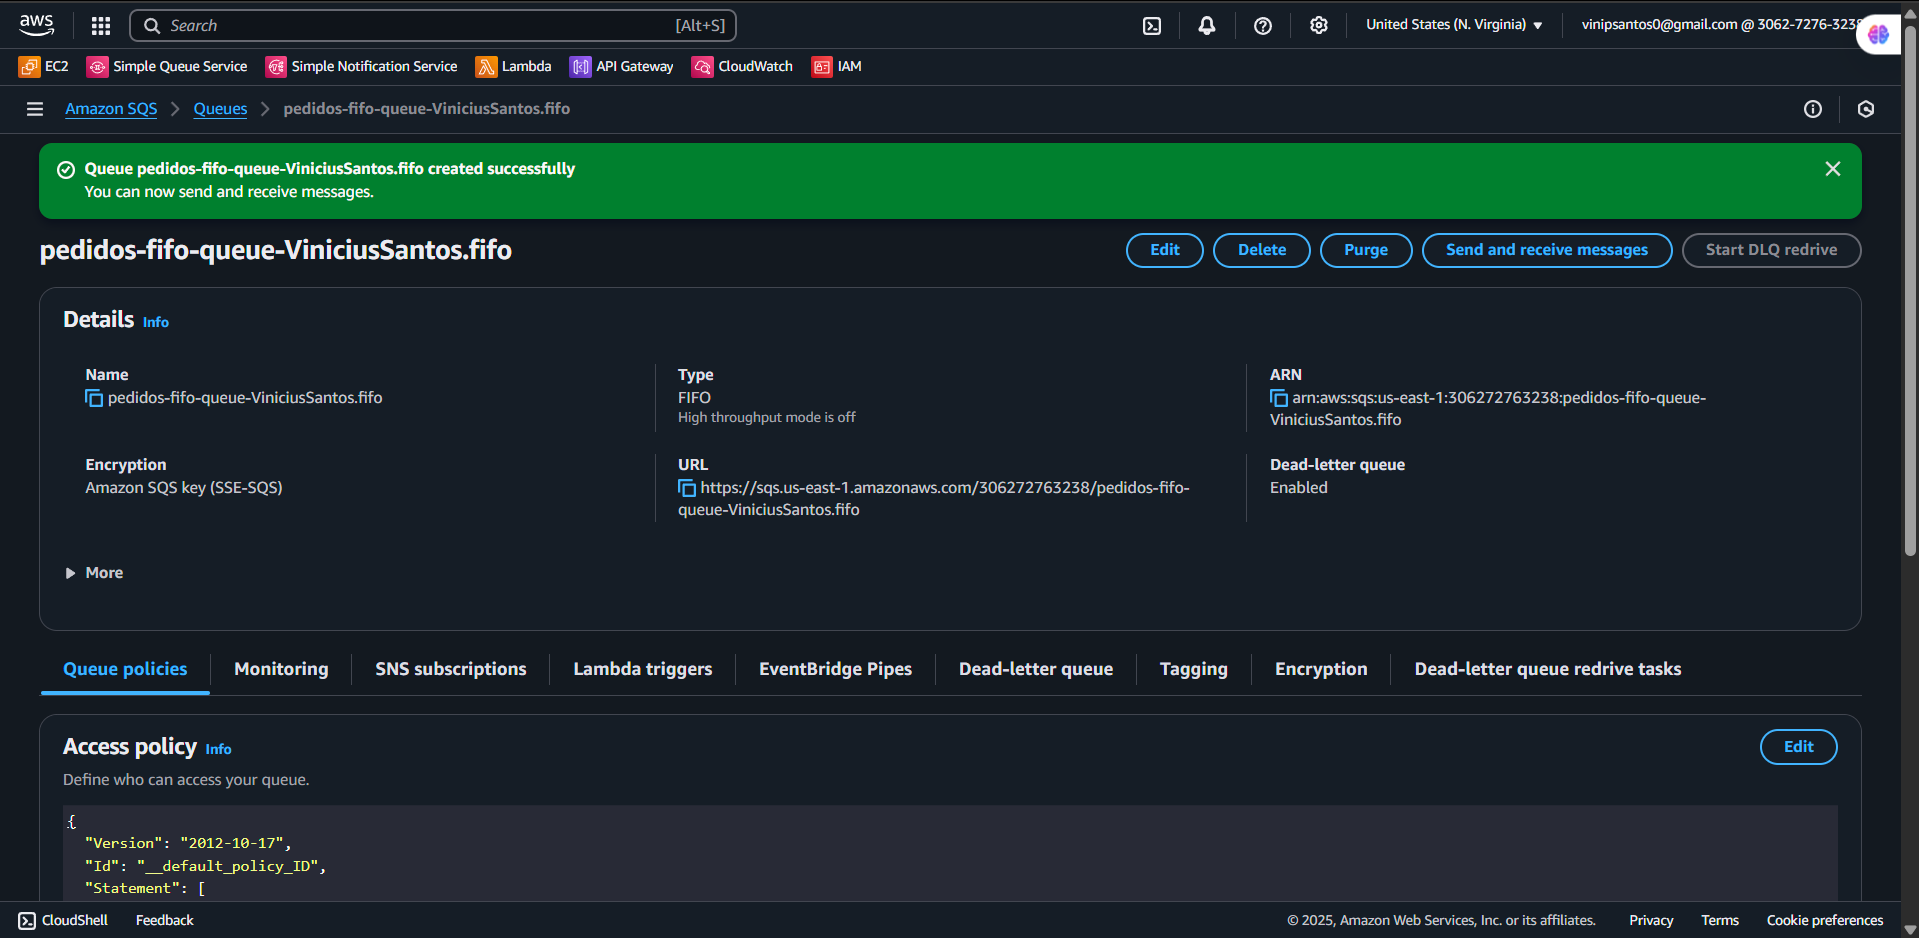 aws
Search [Alt+S]
United States (N. Virginia)
vinipsantos0@gmail.com @ 3062-7276-3238
EC2
Simple Queue Service
Simple Notification Service
Lambda
API Gateway
CloudWatch
IAM
Amazon SQS
Queues
pedidos-fifo-queue-ViniciusSantos.fifo
Queue pedidos-fifo-queue-ViniciusSantos.fifo created successfully
You can now send and receive messages.
pedidos-fifo-queue-ViniciusSantos.fifo
Edit
Delete
Purge
Send and receive messages
Start DLQ redrive
Details Info
Name
pedidos-fifo-queue-ViniciusSantos.fifo
Type
FIFO
High throughput mode is off
ARN
arn:aws:sqs:us-east-1:306272763238:pedidos-fifo-queue-
ViniciusSantos.fifo
Encryption
Amazon SQS key (SSE-SQS)
URL
https://sqs.us-east-1.amazonaws.com/306272763238/pedidos-fifo-
queue-ViniciusSantos.fifo
Dead-letter queue
Enabled
More
Queue policies
Monitoring
SNS subscriptions
Lambda triggers
EventBridge Pipes
Dead-letter queue
Tagging
Encryption
Dead-letter queue redrive tasks
Access policy Info
Edit
Define who can access your queue.
{
"Version": "2012-10-17",
"Id": "__default_policy_ID",
"Statement": [
CloudShell
Feedback
© 2025, Amazon Web Services, Inc. or its affiliates.
Privacy
Terms
Cookie preferences